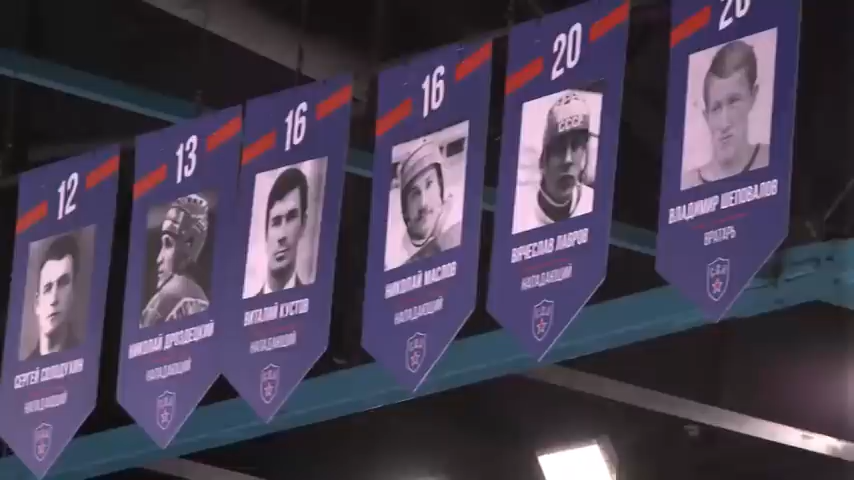 12
СЕРГЕЙ СОЛОДУХИН
НАПАДАЮЩИЙ
13
НИКОЛАЙ ДРОЗДЕЦКИЙ
НАПАДАЮЩИЙ
16
ВИТАЛИЙ КУСТОВ
НАПАДАЮЩИЙ
16
НИКОЛАЙ МАСЛОВ
НАПАДАЮЩИЙ
20
СССР
ВЯЧЕСЛАВ ЛАВРОВ
НАПАДАЮЩИЙ
20
ВЛАДИМИР ШЕПОВАЛОВ
ВРАТАРЬ